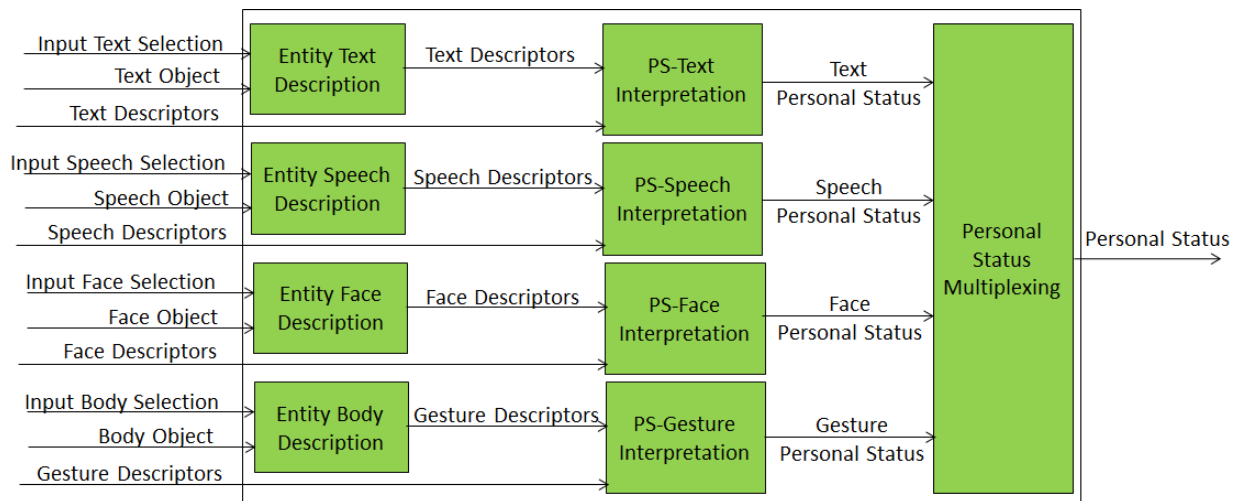 Input Text Selection
Text Object
Text Descriptors
Entity Text
Description
Text Descriptors
PS-Text
Interpretation
Text
Personal Status
Input Speech Selection
Speech Object
Speech Descriptors
Entity Speech
Description
Speech Descriptors
PS-Speech
Interpretation
Speech
Personal Status
Input Face Selection
Face Object
Face Descriptors
Entity Face
Description
Face Descriptors
PS-Face
Interpretation
Face
Personal Status
Input Body Selection
Body Object
Gesture Descriptors
Entity Body
Description
Gesture Descriptors
PS-Gesture
Interpretation
Gesture
Personal Status
Personal
Status
Multiplexing
Personal Status